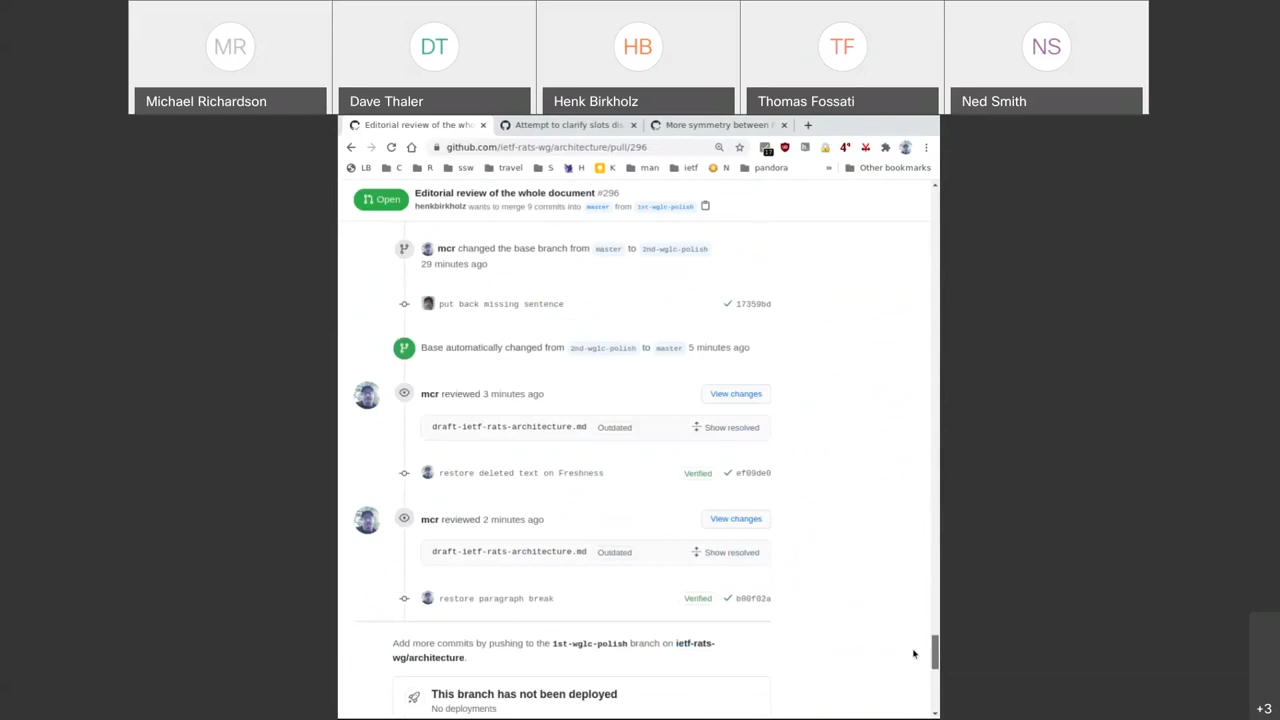 MR
DT
HB
TF
NS
Michael Richardson
Dave Thaler
Henk Birkholz
Thomas Fossati
Ned Smith
Editorial review of the who
Attempt to clarify slots dis
More symmetry between
github.com/ietf-rats-wg/architecture/pull/296
LB
C
R
ssw
travel
S
H
K
man
ietf
N
pandora
»
Other bookmarks
Open
Editorial review of the whole document #296
henkbirkholz wants to merge 9 commits into master from 1st-wglc-polish
mcr changed the base branch from master to 2nd-wglc-polish
29 minutes ago
put back missing sentence
17359bd
Base automatically changed from 2nd-wglc-polish to master 5 minutes ago
mcr reviewed 3 minutes ago
View changes
draft-ietf-rats-architecture.md Outdated
Show resolved
restore deleted text on Freshness
Verified
ef09de0
mcr reviewed 2 minutes ago
View changes
draft-ietf-rats-architecture.md Outdated
Show resolved
restore paragraph break
Verified
b00f02a
Add more commits by pushing to the 1st-wglc-polish branch on ietf-rats-
wg/architecture.
This branch has not been deployed
No deployments
+3